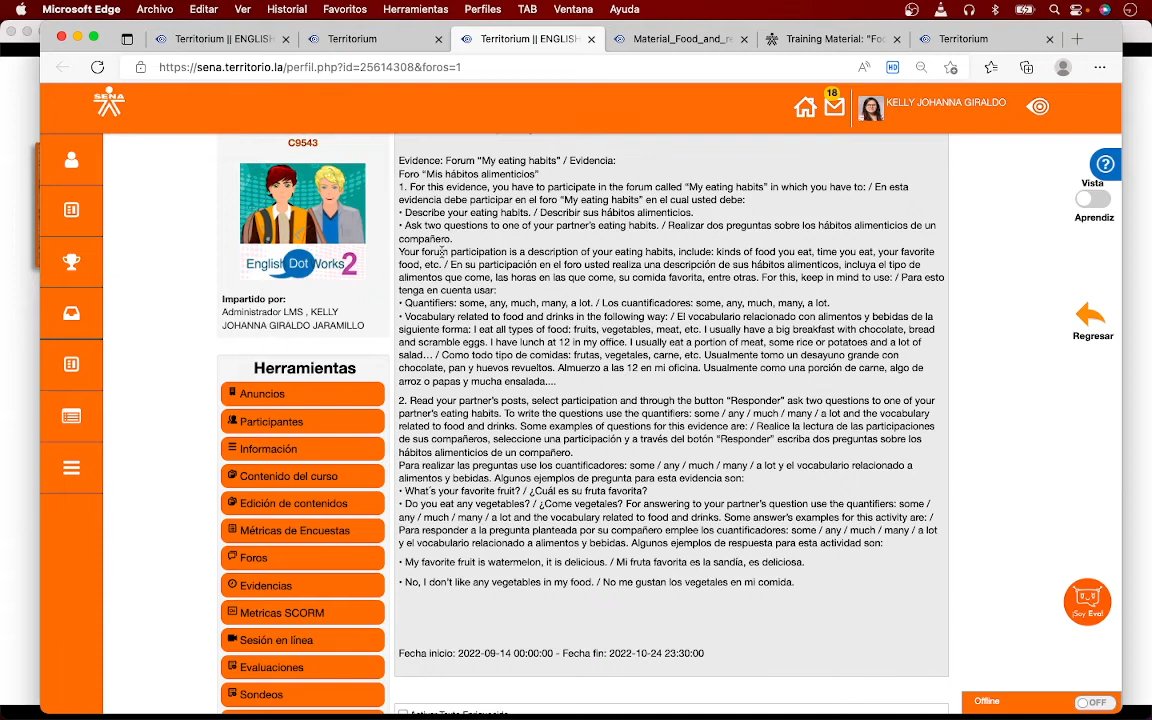 Microsoft Edge Archivo Editar Ver Historial Favoritos Herramientas Perfiles TAB Ventana Ayuda
Territorium || ENGLISH Territorium Territorium || ENGLISH Material_Food_and_r Training Material: "Foo Territorium
https://sena.territorio.la/perfil.php?id=25614308&foros=1
SENA
18
KELLY JOHANNA GIRALDO
C9543
English Dot Works 2
Impartido por:
Administrador LMS , KELLY
JOHANNA GIRALDO JARAMILLO
Herramientas
Anuncios
Participantes
Información
Contenido del curso
Edición de contenidos
Métricas de Encuestas
Foros
Evidencias
Metricas SCORM
Sesión en línea
Evaluaciones
Sondeos
Evidence: Forum “My eating habits” / Evidencia:
Foro “Mis hábitos alimenticios”
1. For this evidence, you have to participate in the forum called “My eating habits” in which you have to: / En esta
evidencia debe participar en el foro “My eating habits” en el cual usted debe:
• Describe your eating habits. / Describir sus hábitos alimenticios.
• Ask two questions to one of your partner’s eating habits. / Realizar dos preguntas sobre los hábitos alimenticios de un
compañero.
Your forum participation is a description of your eating habits, include: kinds of food you eat, time you eat, your favorite
food, etc. / En su participación en el foro usted realiza una descripción de sus hábitos alimenticios, incluya el tipo de
alimentos que come, las horas en las que come, su comida favorita, entre otras. For this, keep in mind to use: / Para esto
tenga en cuenta usar:
• Quantifiers: some, any, much, many, a lot. / Los cuantificadores: some, any, much, many, a lot.
• Vocabulary related to food and drinks in the following way: / El vocabulario relacionado con alimentos y bebidas de la
siguiente forma: I eat all types of food: fruits, vegetables, meat, etc. I usually have a big breakfast with chocolate, bread
and scramble eggs. I have lunch at 12 in my office. I usually eat a portion of meat, some rice or potatoes and a lot of
salad… / Como todo tipo de comidas: frutas, vegetales, carne, etc. Usualmente tomo un desayuno grande con
chocolate, pan y huevos revueltos. Almuerzo a las 12 en mi oficina. Usualmente como una porción de carne, algo de
arroz o papas y mucha ensalada....
2. Read your partner’s posts, select participation and through the button “Responder” ask two questions to one of your
partner’s eating habits. To write the questions use the quantifiers: some / any / much / many / a lot and the vocabulary
related to food and drinks. Some examples of questions for this evidence are: / Realice la lectura de las participaciones
de sus compañeros, seleccione una participación y a través del botón “Responder” escriba dos preguntas sobre los
hábitos alimenticios de un compañero.
Para realizar las preguntas use los cuantificadores: some / any / much / many / a lot y el vocabulario relacionado a
alimentos y bebidas. Algunos ejemplos de pregunta para esta evidencia son:
• What´s your favorite fruit? / ¿Cuál es su fruta favorita?
• Do you eat any vegetables? / ¿Come vegetales? For answering to your partner’s question use the quantifiers: some /
any / much / many / a lot and the vocabulary related to food and drinks. Some answer’s examples for this activity are: /
Para responder a la pregunta planteada por su compañero emplee los cuantificadores: some / any / much / many / a lot
y el vocabulario relacionado a alimentos y bebidas. Algunos ejemplos de respuesta para esta actividad son:
• My favorite fruit is watermelon, it is delicious. / Mi fruta favorita es la sandía, es deliciosa.
• No, I don’t like any vegetables in my food. / No me gustan los vegetales en mi comida.
Fecha inicio: 2022-09-14 00:00:00 - Fecha fin: 2022-10-24 23:30:00
Vista
Aprendiz
Regresar
¡Soy Eva!
Offline OFF